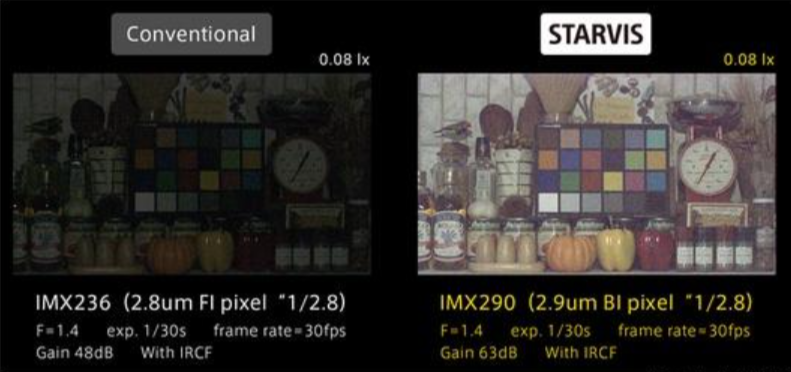 Conventional
0.08 lx
IMX236 (2.8um FI pixel "1/2.8)
F=1.4 exp. 1/30s frame rate=30fps
Gain 48dB With IRCF
STARVIS
0.08 lx
IMX290 (2.9um BI pixel "1/2.8)
F=1.4 exp. 1/30s frame rate=30fps
Gain 63dB With IRCF